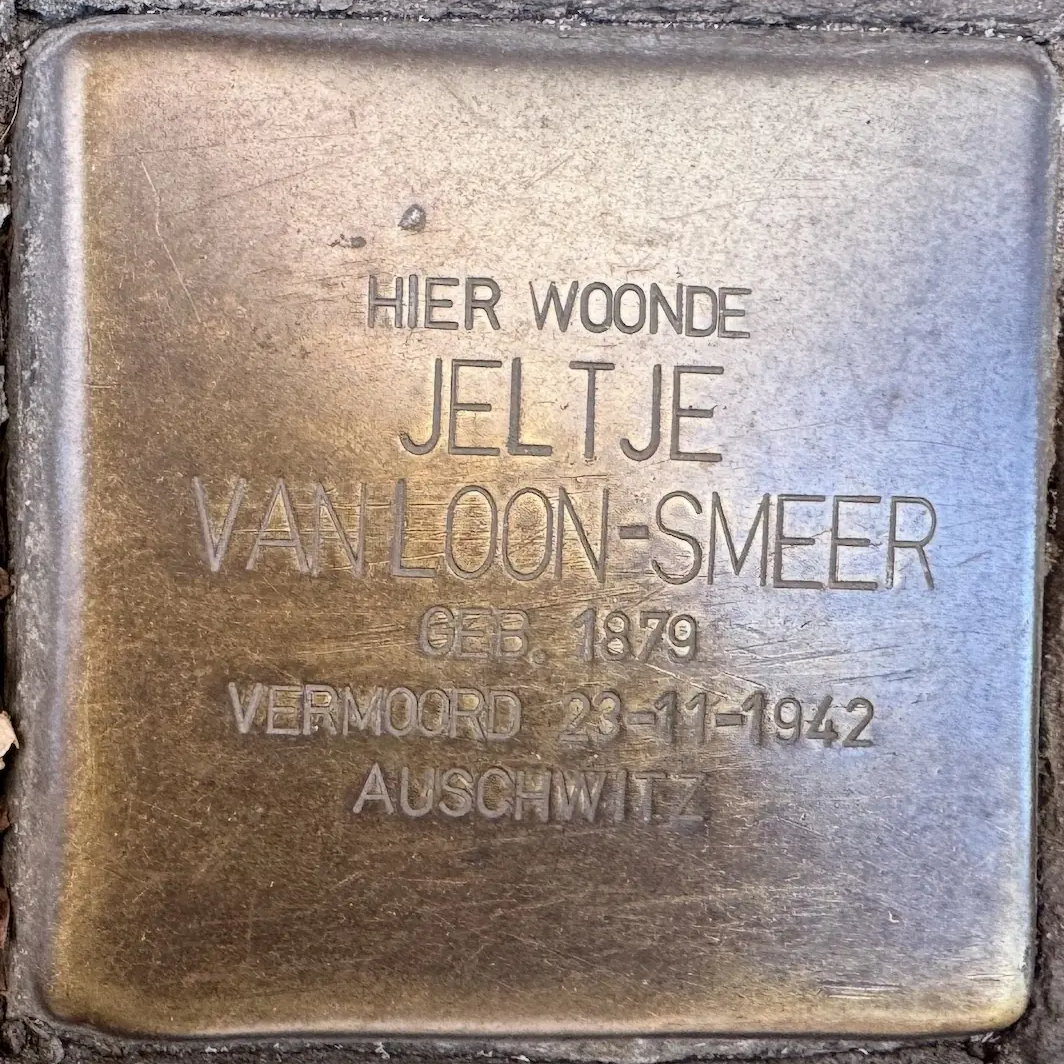 HIER WOONDE
JELTJE
VAN LOON-SMEER
GEB. 1879
VERMOORD 23-11-1942
AUSCHWITZ